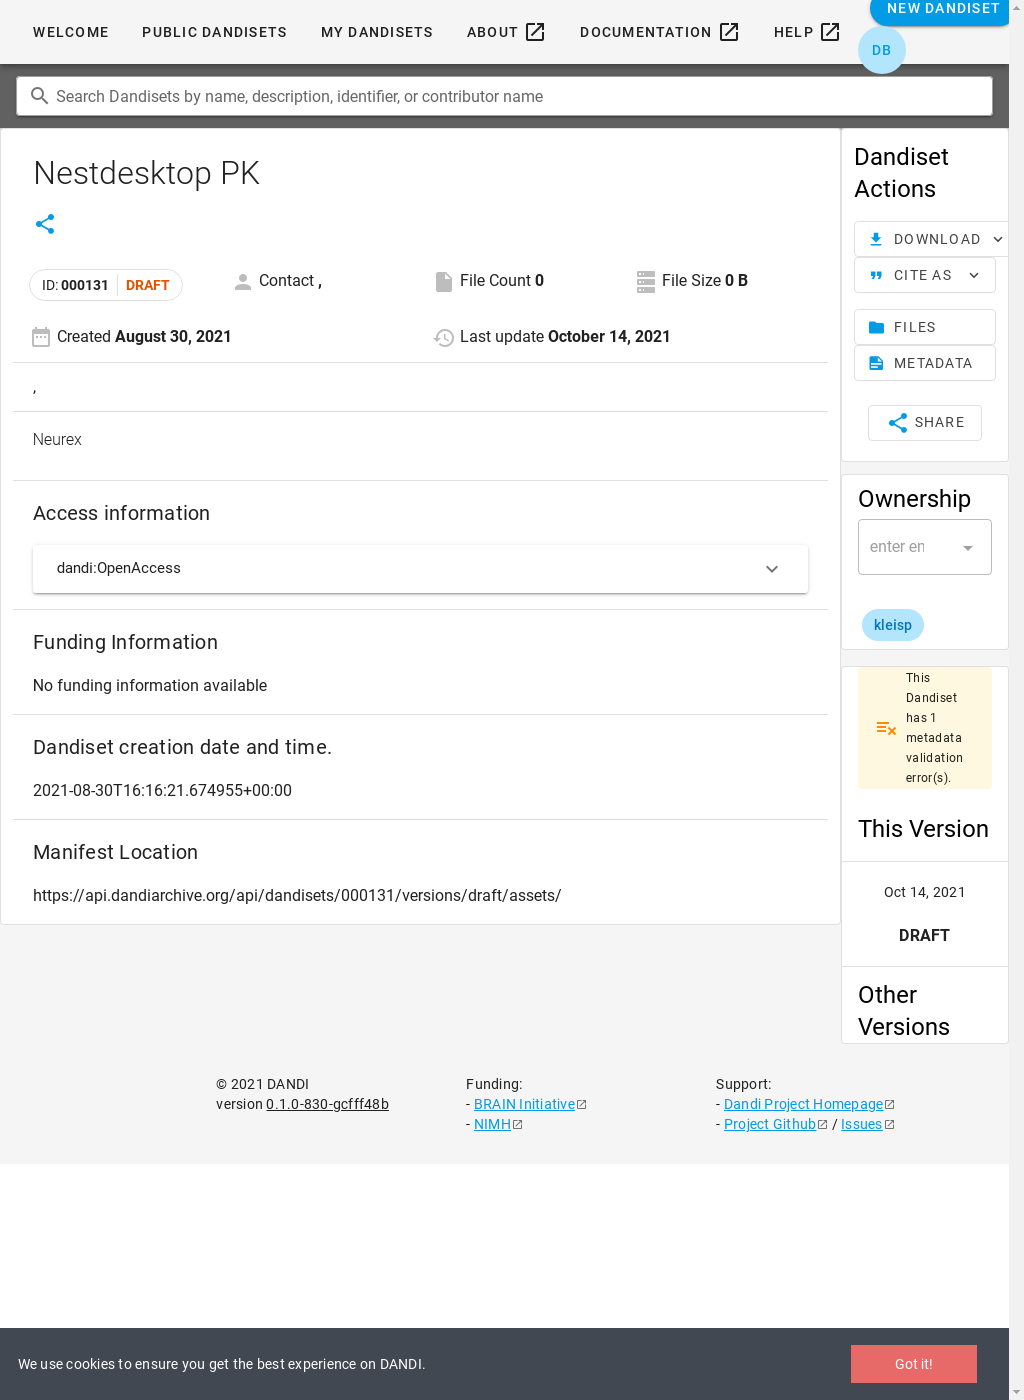 WELCOME
PUBLIC DANDISETS
MY DANDISETS
ABOUT
DOCUMENTATION
HELP
NEW DANDISET
DB
Search Dandisets by name, description, identifier, or contributor name
Nestdesktop PK
ID: 000131 DRAFT
Contact ,
File Count 0
File Size 0 B
Created August 30, 2021
Last update October 14, 2021
,
Neurex
Access information
dandi:OpenAccess
Funding Information
No funding information available
Dandiset creation date and time.
2021-08-30T16:16:21.674955+00:00
Manifest Location
https://api.dandiarchive.org/api/dandisets/000131/versions/draft/assets/
Dandiset
Actions
DOWNLOAD
CITE AS
FILES
METADATA
SHARE
Ownership
enter en
kleisp
This
Dandiset
has 1
metadata
validation
error(s).
This Version
Oct 14, 2021
DRAFT
Other
Versions
© 2021 DANDI
version 0.1.0-830-gcfff48b
Funding:
- BRAIN Initiative
- NIMH
Support:
- Dandi Project Homepage
- Project Github / Issues
We use cookies to ensure you get the best experience on DANDI.
Got it!